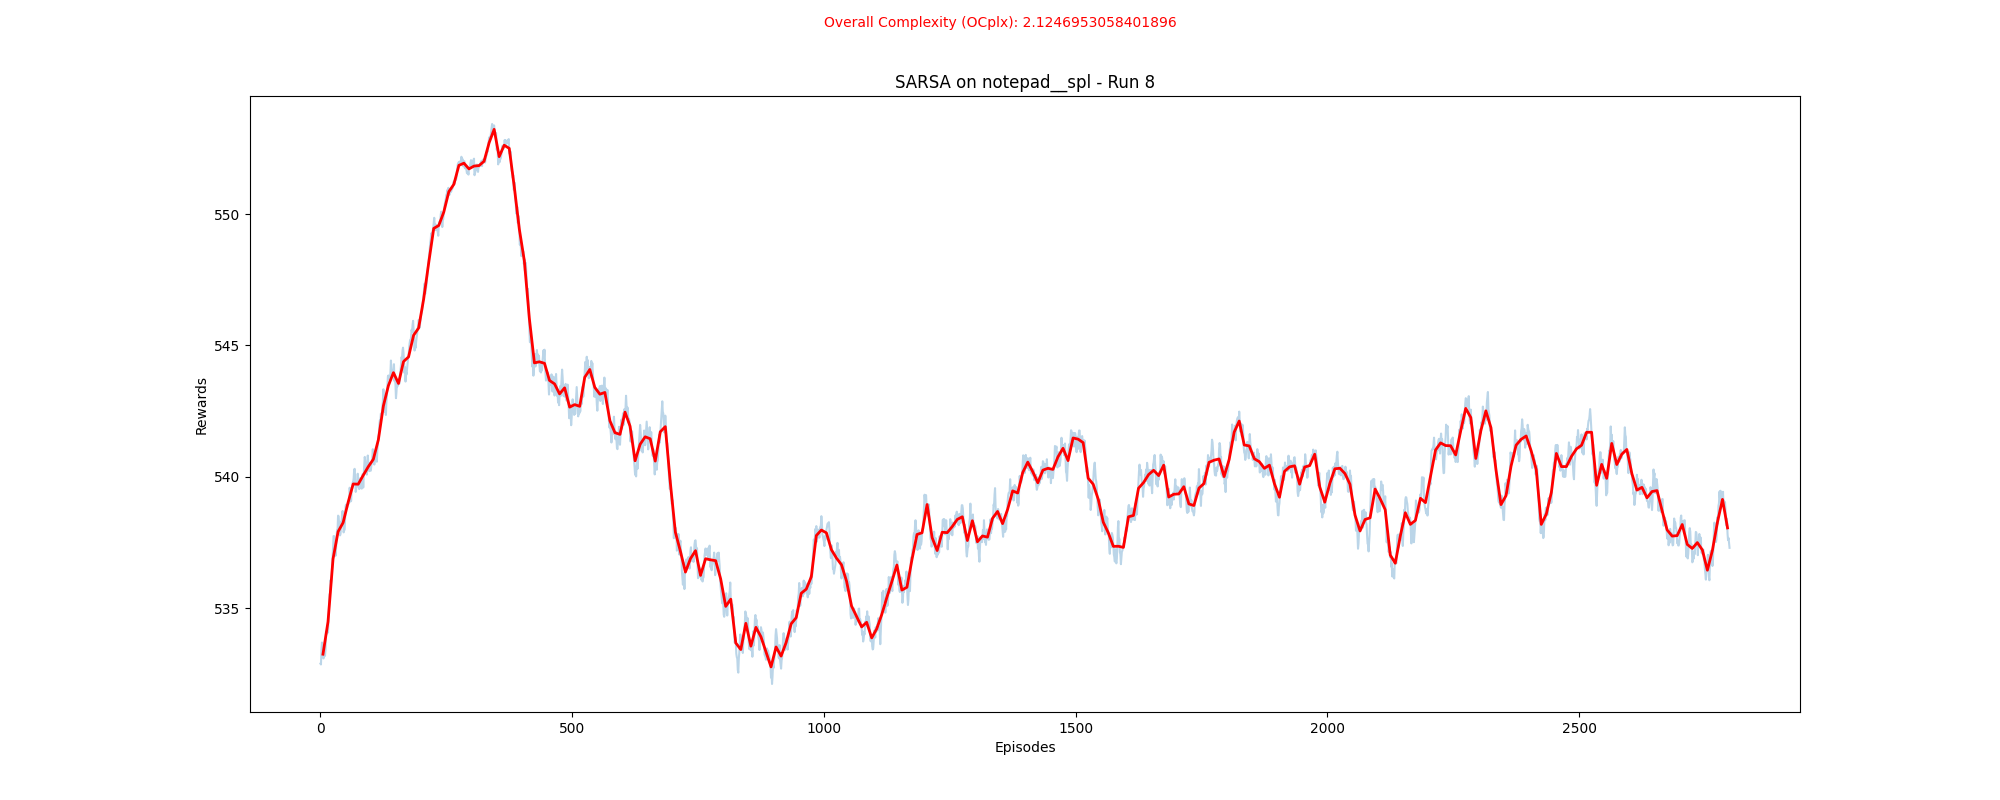 Overall Complexity (OCplx): 2.1246953058401896
SARSA on notepad__spl - Run 8
Rewards
550
545
540
535
0 500 1000 1500 2000 2500
Episodes